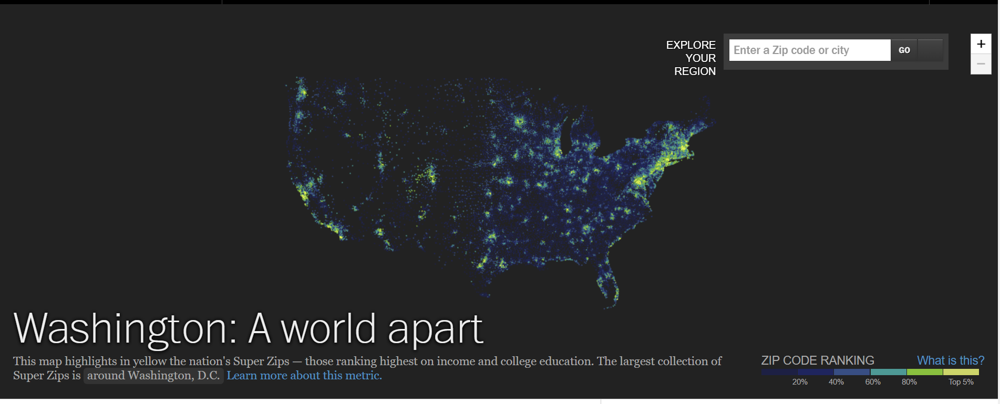 EXPLORE
YOUR
REGION
Enter a Zip code or city
GO
+
−
Washington: A world apart
This map highlights in yellow the nation's Super Zips — those ranking highest on income and college education. The largest collection of
Super Zips is around Washington, D.C. Learn more about this metric.
ZIP CODE RANKING What is this?
20% 40% 60% 80% Top 5%